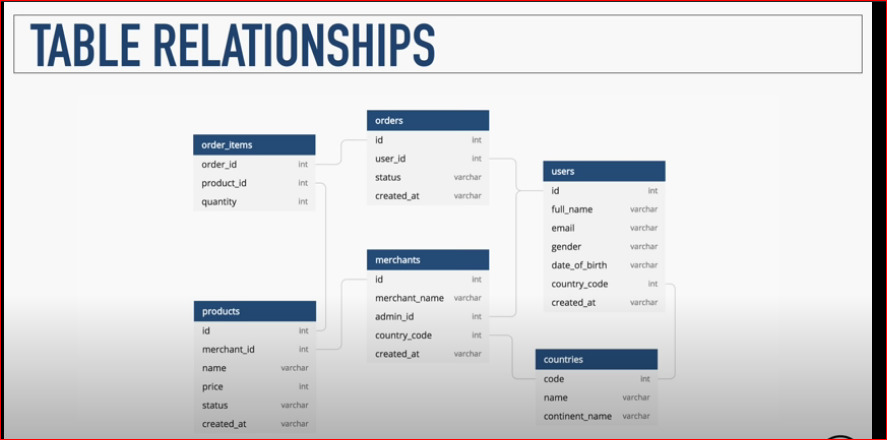 TABLE RELATIONSHIPS
orders
id int
user_id int
status varchar
created_at varchar
order_items
order_id int
product_id int
quantity int
users
id int
full_name varchar
email varchar
gender varchar
date_of_birth varchar
country_code int
created_at varchar
merchants
id int
merchant_name varchar
admin_id int
country_code int
created_at varchar
products
id int
merchant_id int
name varchar
price int
status varchar
created_at varchar
countries
code int
name varchar
continent_name varchar